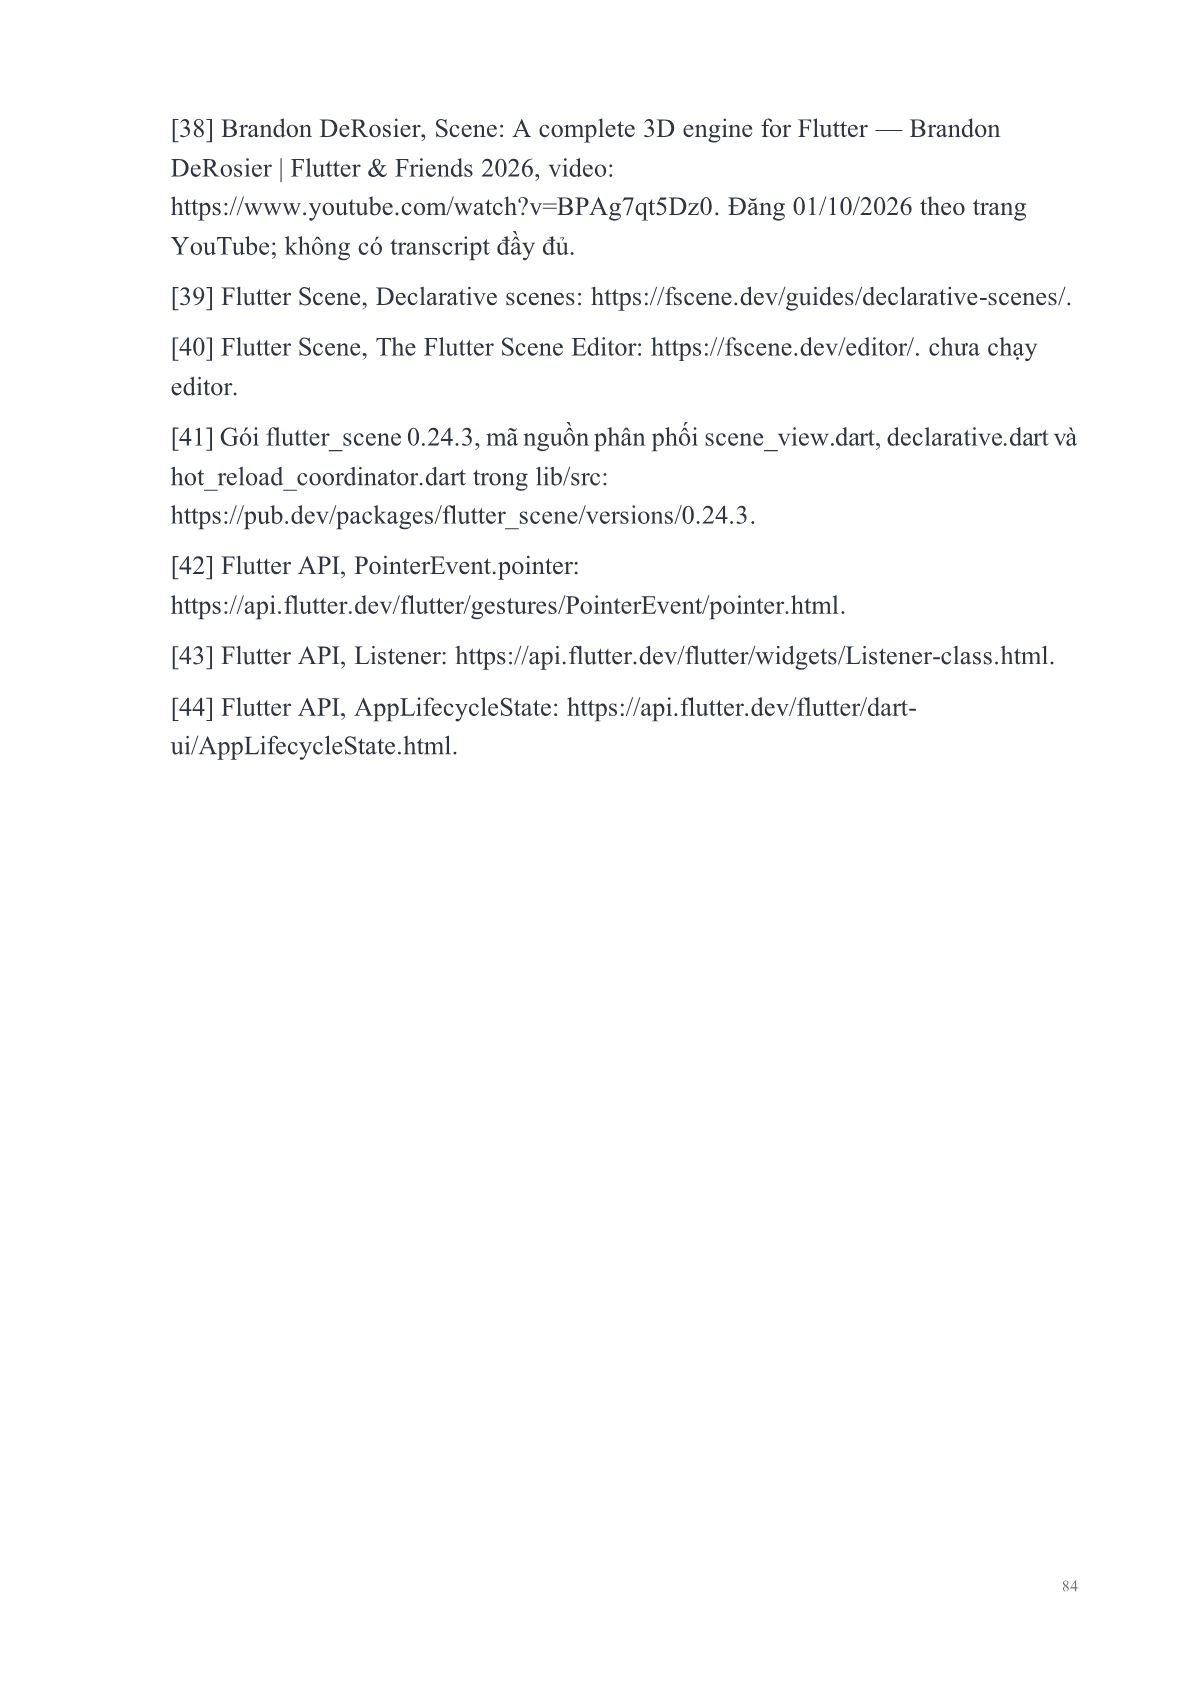 [38] Brandon DeRosier, Scene: A complete 3D engine for Flutter — Brandon
DeRosier | Flutter & Friends 2026, video:
https://www.youtube.com/watch?v=BPAg7qt5Dz0. Đăng 01/10/2026 theo trang
YouTube; không có transcript đầy đủ.
[39] Flutter Scene, Declarative scenes: https://fscene.dev/guides/declarative-scenes/.
[40] Flutter Scene, The Flutter Scene Editor: https://fscene.dev/editor/. chưa chạy
editor.
[41] Gói flutter_scene 0.24.3, mã nguồn phân phối scene_view.dart, declarative.dart và
hot_reload_coordinator.dart trong lib/src:
https://pub.dev/packages/flutter_scene/versions/0.24.3.
[42] Flutter API, PointerEvent.pointer:
https://api.flutter.dev/flutter/gestures/PointerEvent/pointer.html.
[43] Flutter API, Listener: https://api.flutter.dev/flutter/widgets/Listener-class.html.
[44] Flutter API, AppLifecycleState: https://api.flutter.dev/flutter/dart-
ui/AppLifecycleState.html.
84